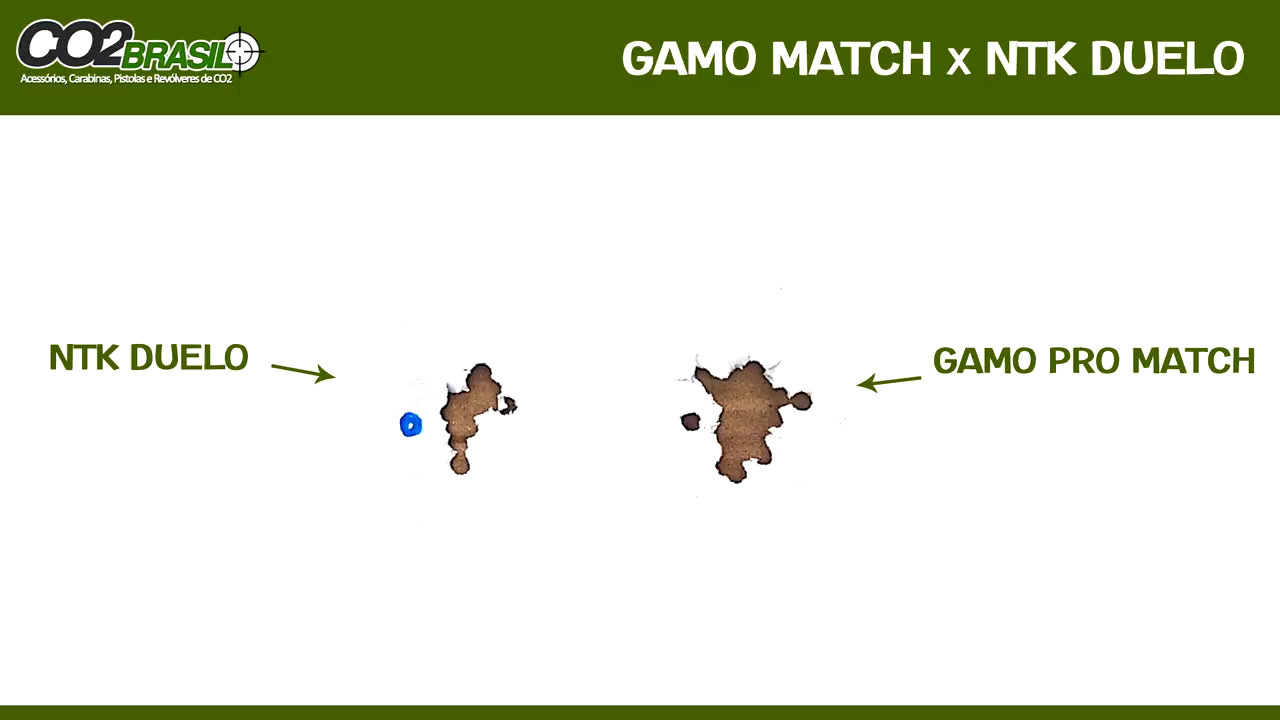 CO2BRASIL
Acessórios, Carabinas, Pistolas e Revólveres de CO2
GAMO MATCH x NTK DUELO
NTK DUELO
GAMO PRO MATCH